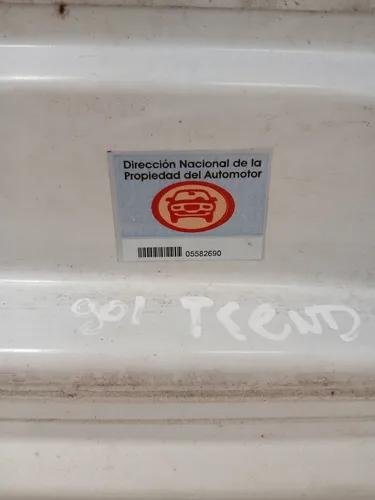 Dirección Nacional de la
Propiedad del Automotor
05582690
gol Trend